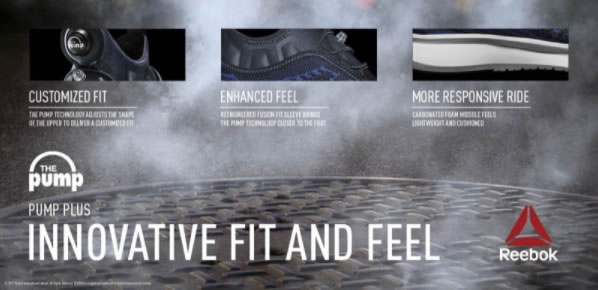 CUSTOMIZED FIT
THE PUMP TECHNOLOGY ADJUSTS THE SHAPE
OF THE UPPER TO DELIVER A CUSTOMIZED FIT
ENHANCED FEEL
REENGINEERED FUSION FIT SLEEVE BRINGS
THE PUMP TECHNOLOGY CLOSER TO THE FOOT
MORE RESPONSIVE RIDE
CARBONATED FOAM MIDSOLE FEELS
LIGHTWEIGHT AND CUSHIONED
THE
pump
PUMP PLUS
INNOVATIVE FIT AND FEEL
Reebok